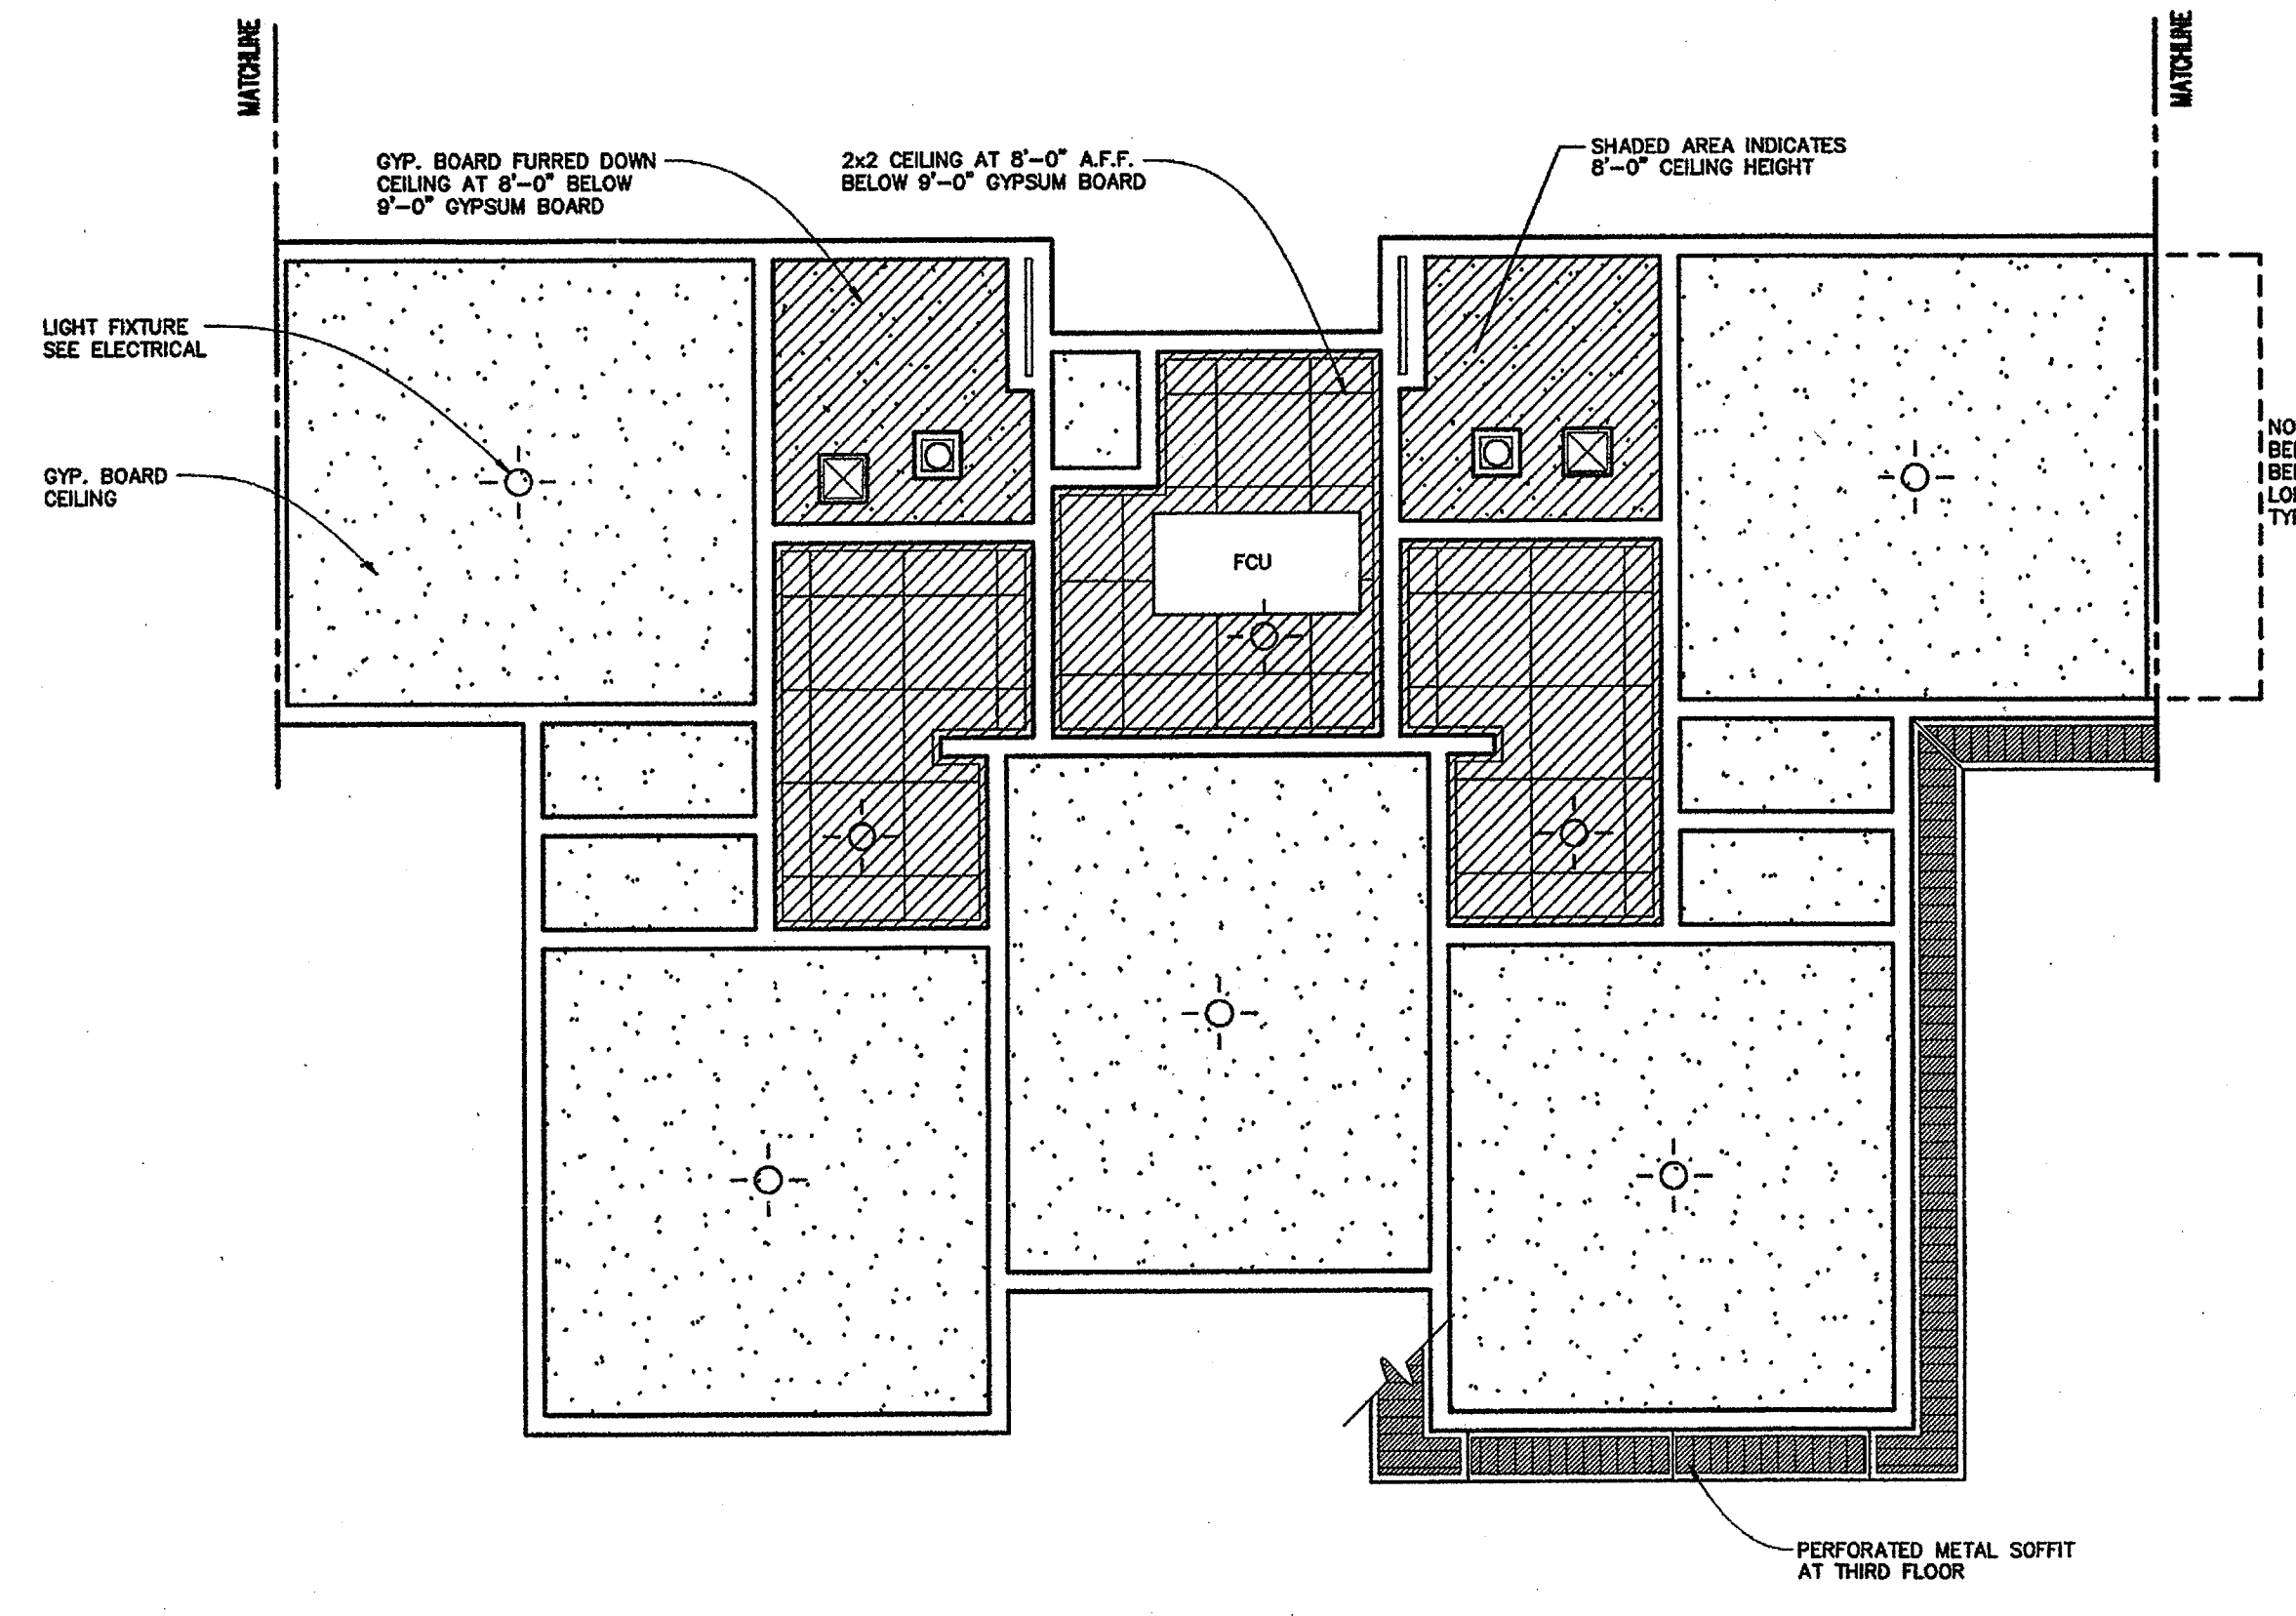 MATCHLINE
MATCHLINE
GYP. BOARD FURRED DOWN
CEILING AT 8'-0" BELOW
9'-0" GYPSUM BOARD
2x2 CEILING AT 8'-0" A.F.F.
BELOW 9'-0" GYPSUM BOARD
SHADED AREA INDICATES
8'-0" CEILING HEIGHT
LIGHT FIXTURE
SEE ELECTRICAL
GYP. BOARD
CEILING
FCU
PERFORATED METAL SOFFIT
AT THIRD FLOOR